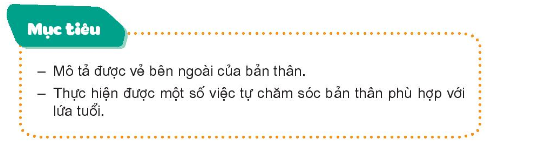 Mục tiêu
– Mô tả được vẻ bên ngoài của bản thân.
– Thực hiện được một số việc tự chăm sóc bản thân phù hợp với
lứa tuổi.